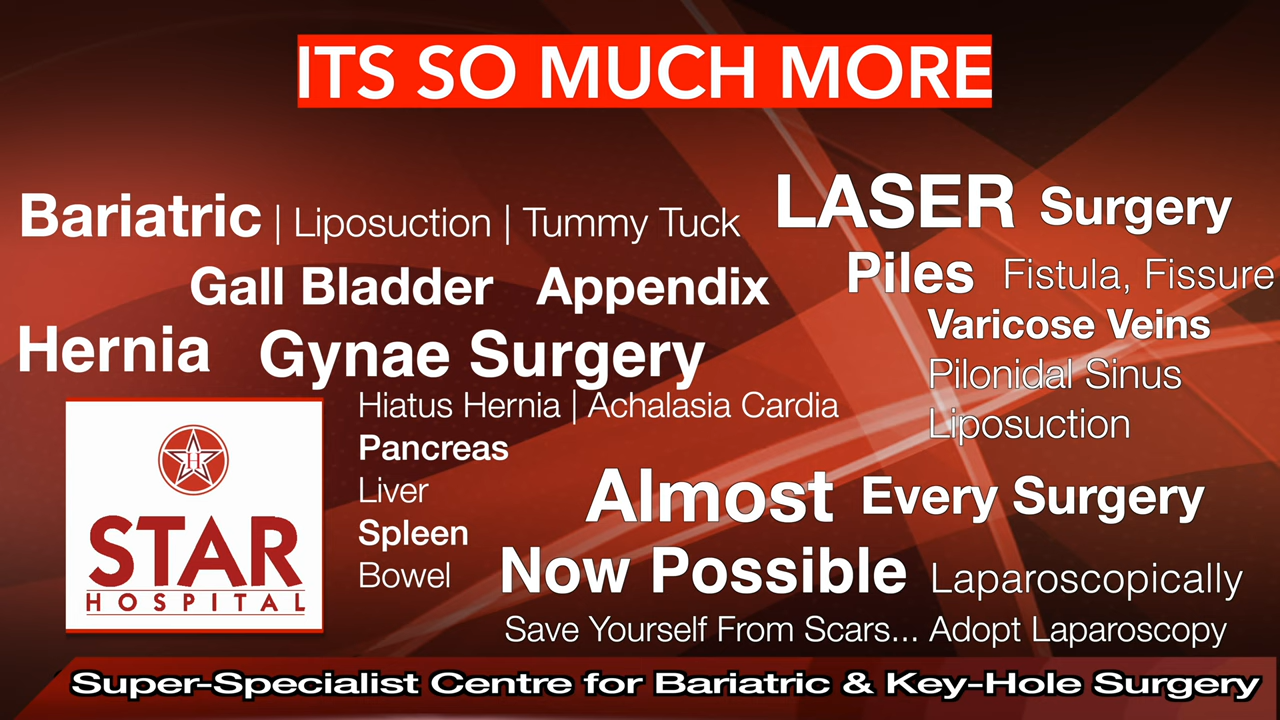 ITS SO MUCH MORE
Bariatric | Liposuction | Tummy Tuck
Gall Bladder Appendix
Hernia Gynae Surgery
Hiatus Hernia | Achalasia Cardia
Pancreas
Liver
Spleen
Bowel
LASER Surgery
Piles Fistula, Fissure
Varicose Veins
Pilonidal Sinus
Liposuction
Almost Every Surgery
Now Possible Laparoscopically
Save Yourself From Scars... Adopt Laparoscopy
H
STAR
HOSPITAL
Super-Specialist Centre for Bariatric & Key-Hole Surgery